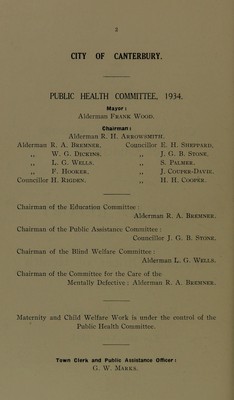 3
CITY OF CANTERBURY.
PUBLIC HEALTH COMMITTEE, 1934.
Mayor:
Alderman FRANK WOOD.
Chairman:
Alderman R. H. ARROWSMITH.
Alderman R. A. BREMNER. Councillor E. H. SHEPPARD,
„ W. G. DICKINS. „ J. G. B. STONE.
„ L. G. WELLS. „ S. PALMER.
„ F. HOOKER. „ J. COUPER-DAVIE.
Councillor H. RIGDEN. „ H. H. COOPER.
Chairman of the Education Committee:
Alderman R. A. BREMNER.
Chairman of the Public Assistance Committee:
Councillor J. G. B. STONE.
Chairman of the Blind Welfare Committee:
Alderman L. G. WELLS.
Chairman of the Committee for the Care of the
Mentally Defective: Alderman R. A. BREMNER.
Maternity and Child Welfare Work is under the control of the
Public Health Committee.
Town Clerk and Public Assistance Officer:
G. W. MARKS.